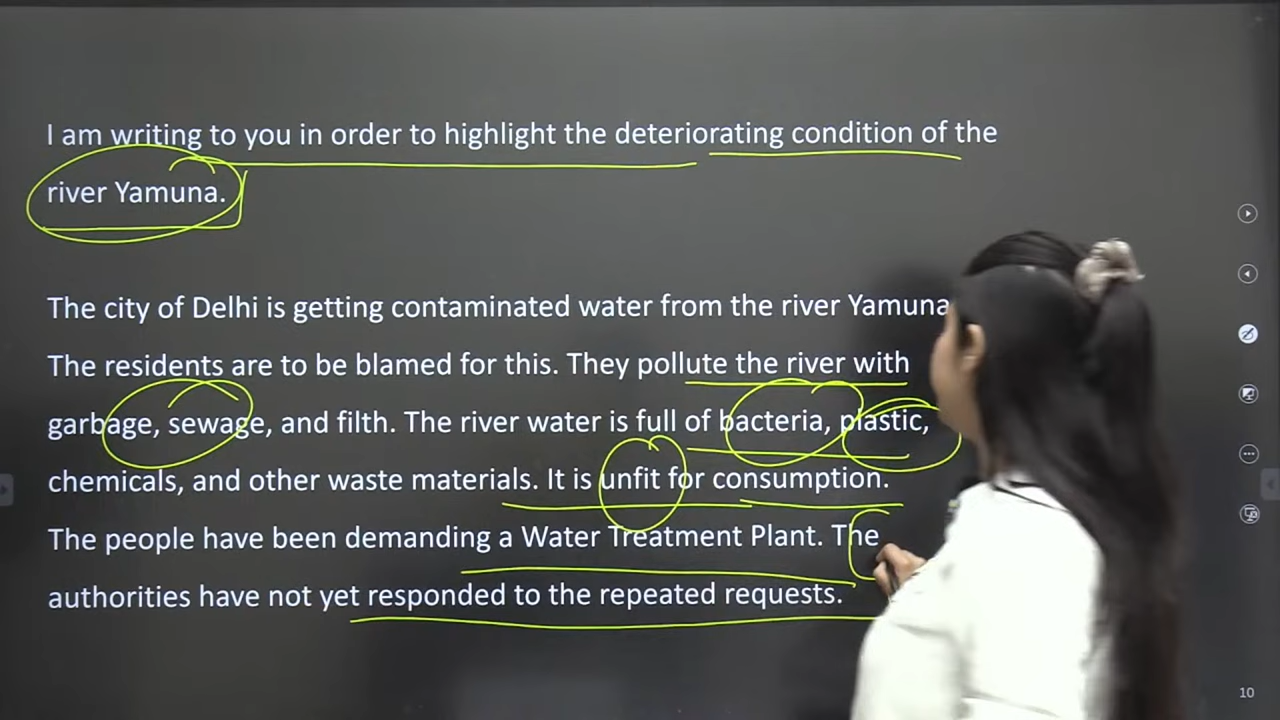 I am writing to you in order to highlight the deteriorating condition of the
river Yamuna.
The city of Delhi is getting contaminated water from the river Yamuna
The residents are to be blamed for this. They pollute the river with
garbage, sewage, and filth. The river water is full of bacteria, plastic,
chemicals, and other waste materials. It is unfit for consumption.
The people have been demanding a Water Treatment Plant. The
authorities have not yet responded to the repeated requests.
10